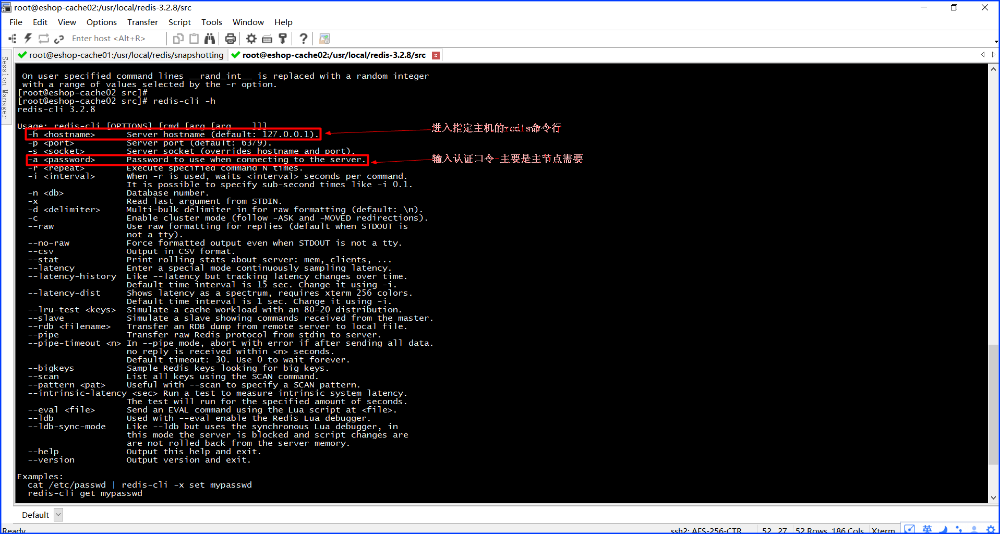 root@eshop-cache02:/usr/local/redis-3.2.8/src
File Edit View Options Transfer Script Tools Window Help
Enter host <Alt+R>
root@eshop-cache01:/usr/local/redis/snapshotting root@eshop-cache02:/usr/local/redis-3.2.8/src
Session Manager
On user specified command lines __rand_int__ is replaced with a random integer
with a range of values selected by the -r option.
[root@eshop-cache02 src]#
[root@eshop-cache02 src]# redis-cli -h
redis-cli 3.2.8
Usage: redis-cli [OPTIONS] [cmd [arg [arg ...]]]
-h <hostname> Server hostname (default: 127.0.0.1). 进入指定主机的redis命令行
-p <port> Server port (default: 6379).
-s <socket> Server socket (overrides hostname and port).
-a <password> Password to use when connecting to the server. 输入认证口令-主要是主节点需要
-r <repeat> Execute specified command N times.
-i <interval> When -r is used, waits <interval> seconds per command.
It is possible to specify sub-second times like -i 0.1.
-n <db> Database number.
-x Read last argument from STDIN.
-d <delimiter> Multi-bulk delimiter in for raw formatting (default: \n).
-c Enable cluster mode (follow -ASK and -MOVED redirections).
--raw Use raw formatting for replies (default when STDOUT is
not a tty).
--no-raw Force formatted output even when STDOUT is not a tty.
--csv Output in CSV format.
--stat Print rolling stats about server: mem, clients, ...
--latency Enter a special mode continuously sampling latency.
--latency-history Like --latency but tracking latency changes over time.
Default time interval is 15 sec. Change it using -i.
--latency-dist Shows latency as a spectrum, requires xterm 256 colors.
Default time interval is 1 sec. Change it using -i.
--lru-test <keys> Simulate a cache workload with an 80-20 distribution.
--slave Simulate a slave showing commands received from the master.
--rdb <filename> Transfer an RDB dump from remote server to local file.
--pipe Transfer raw Redis protocol from stdin to server.
--pipe-timeout <n> In --pipe mode, abort with error if after sending all data.
no reply is received within <n> seconds.
Default timeout: 30. Use 0 to wait forever.
--bigkeys Sample Redis keys looking for big keys.
--scan List all keys using the SCAN command.
--pattern <pat> Useful with --scan to specify a SCAN pattern.
--intrinsic-latency <sec> Run a test to measure intrinsic system latency.
The test will run for the specified amount of seconds.
--eval <file> Send an EVAL command using the Lua script at <file>.
--ldb Used with --eval enable the Redis Lua debugger.
--ldb-sync-mode Like --ldb but uses the synchronous Lua debugger, in
this mode the server is blocked and script changes are
are not rolled back from the server memory.
--help Output this help and exit.
--version Output version and exit.
Examples:
cat /etc/passwd | redis-cli -x set mypasswd
redis-cli get mypasswd
Default
Ready ssh2: AES-256-CTR 52, 27 52 Rows, 186 Cols Xterm 英